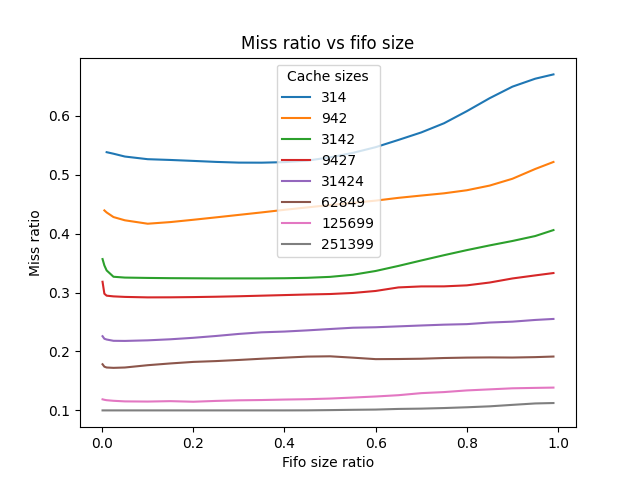 Miss ratio vs fifo size
Cache sizes
314
942
3142
9427
31424
62849
125699
251399
Miss ratio
0.6
0.5
0.4
0.3
0.2
0.1
0.0 0.2 0.4 0.6 0.8 1.0
Fifo size ratio